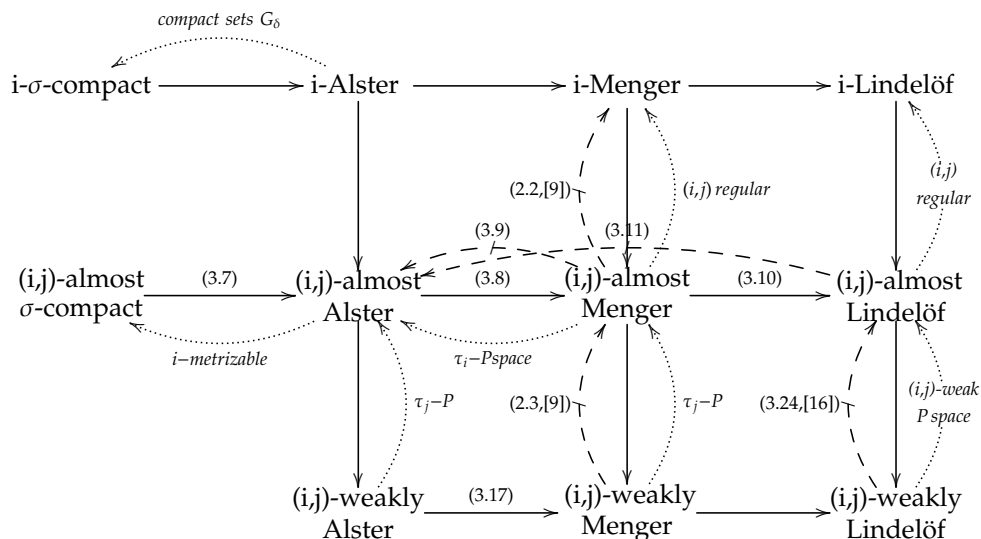 compact sets G_δ
i-σ-compact i-Alster i-Menger i-Lindelöf
(2.2,[9]) (i,j) regular (i,j)
regular
(3.9) (3.11)
(i,j)-almost (3.7) (i,j)-almost (3.8) (i,j)-almost (3.10) (i,j)-almost
σ-compact Alster Menger Lindelöf
i−metrizable τ_i−Pspace
(i,j)-weak
τ_j−P (2.3,[9]) τ_j−P (3.24,[16]) P space
(i,j)-weakly (3.17) (i,j)-weakly (i,j)-weakly
Alster Menger Lindelöf